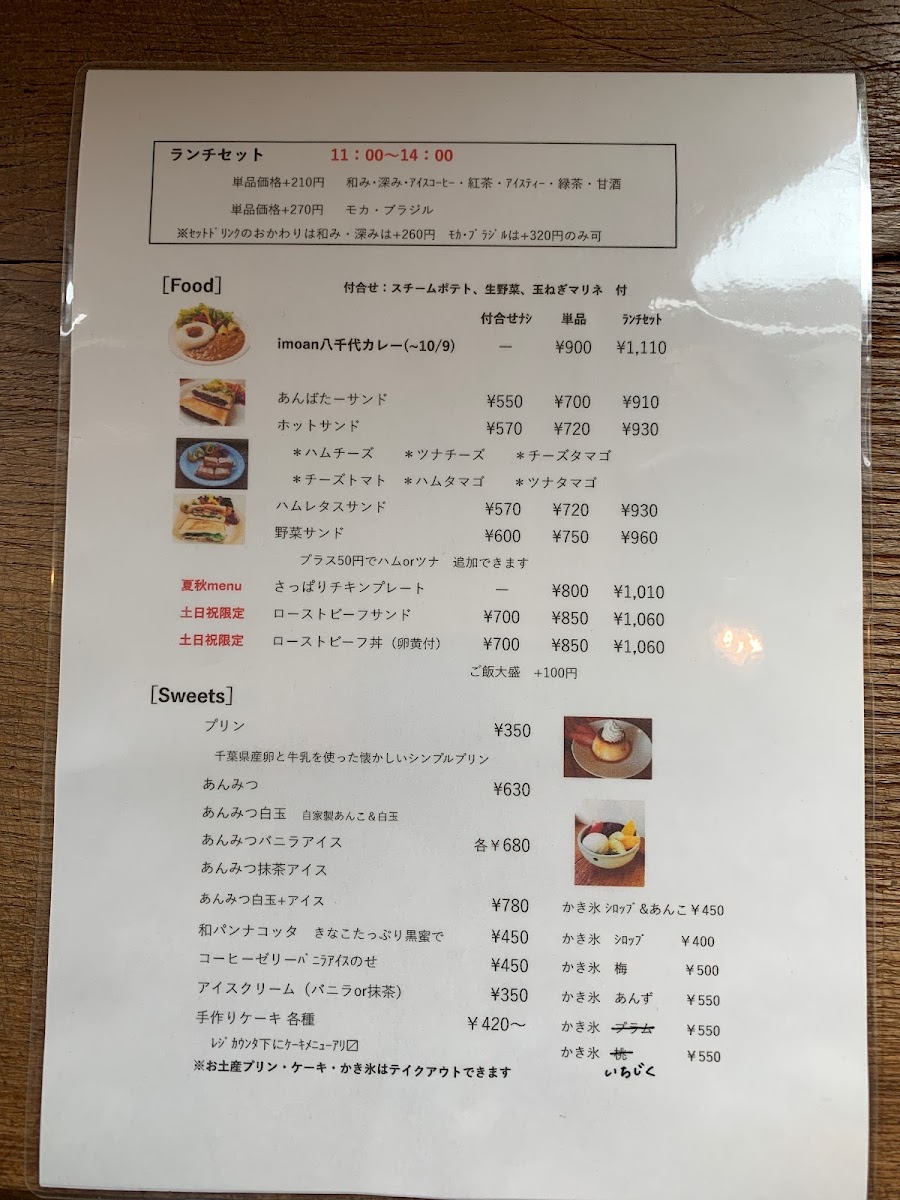 ランチセット 11：00～14：00
単品価格+210円 和み・深み・ｱｲｽｺｰﾋｰ・紅茶・ｱｲｽﾃｨｰ・緑茶・甘酒
単品価格+270円 モカ・ブラジル
※ｾｯﾄﾄﾞﾘﾝｸのおかわりは和み・深みは+260円 ﾓｶ・ﾌﾞﾗｼﾞﾙは+320円のみ可
［Food］ 付合せ：スチームポテト、生野菜、玉ねぎマリネ 付
付合せﾅｼ 単品 ﾗﾝﾁｾｯﾄ
imoan八千代カレー(~10/9) ― ¥900 ¥1,110
あんばたーサンド ¥550 ¥700 ¥910
ホットサンド ¥570 ¥720 ¥930
＊ハムチーズ ＊ツナチーズ ＊チーズタマゴ
＊チーズトマト ＊ハムタマゴ ＊ツナタマゴ
ハムレタスサンド ¥570 ¥720 ¥930
野菜サンド ¥600 ¥750 ¥960
プラス50円でハムorツナ 追加できます
夏秋menu さっぱりチキンプレート ― ¥800 ¥1,010
土日祝限定 ローストビーフサンド ¥700 ¥850 ¥1,060
土日祝限定 ローストビーフ丼（卵黄付） ¥700 ¥850 ¥1,060
ご飯大盛 +100円
［Sweets］
プリン ¥350
千葉県産卵と牛乳を使った懐かしいシンプルプリン
あんみつ ¥630
あんみつ白玉 自家製あんこ＆白玉
あんみつバニラアイス 各￥680
あんみつ抹茶アイス
あんみつ白玉+アイス ¥780
和パンナコッタ きなこたっぷり黒蜜で ¥450
コーヒーゼリーﾊﾞﾆﾗｱｲｽのせ ¥450
アイスクリーム（バニラor抹茶） ¥350
手作りケーキ 各種 ￥420～
ﾚｼﾞｶｳﾝﾀ下にｹｰｷﾒﾆｭｰｱﾘ〼
※お土産プリン・ケーキ・かき氷はテイクアウトできます
かき氷 ｼﾛｯﾌﾟ&あんこ￥450
かき氷 ｼﾛｯﾌﾟ ￥400
かき氷 梅 ￥500
かき氷 あんず ￥550
かき氷 プラム ￥550
かき氷 桃 ￥550
いちじく